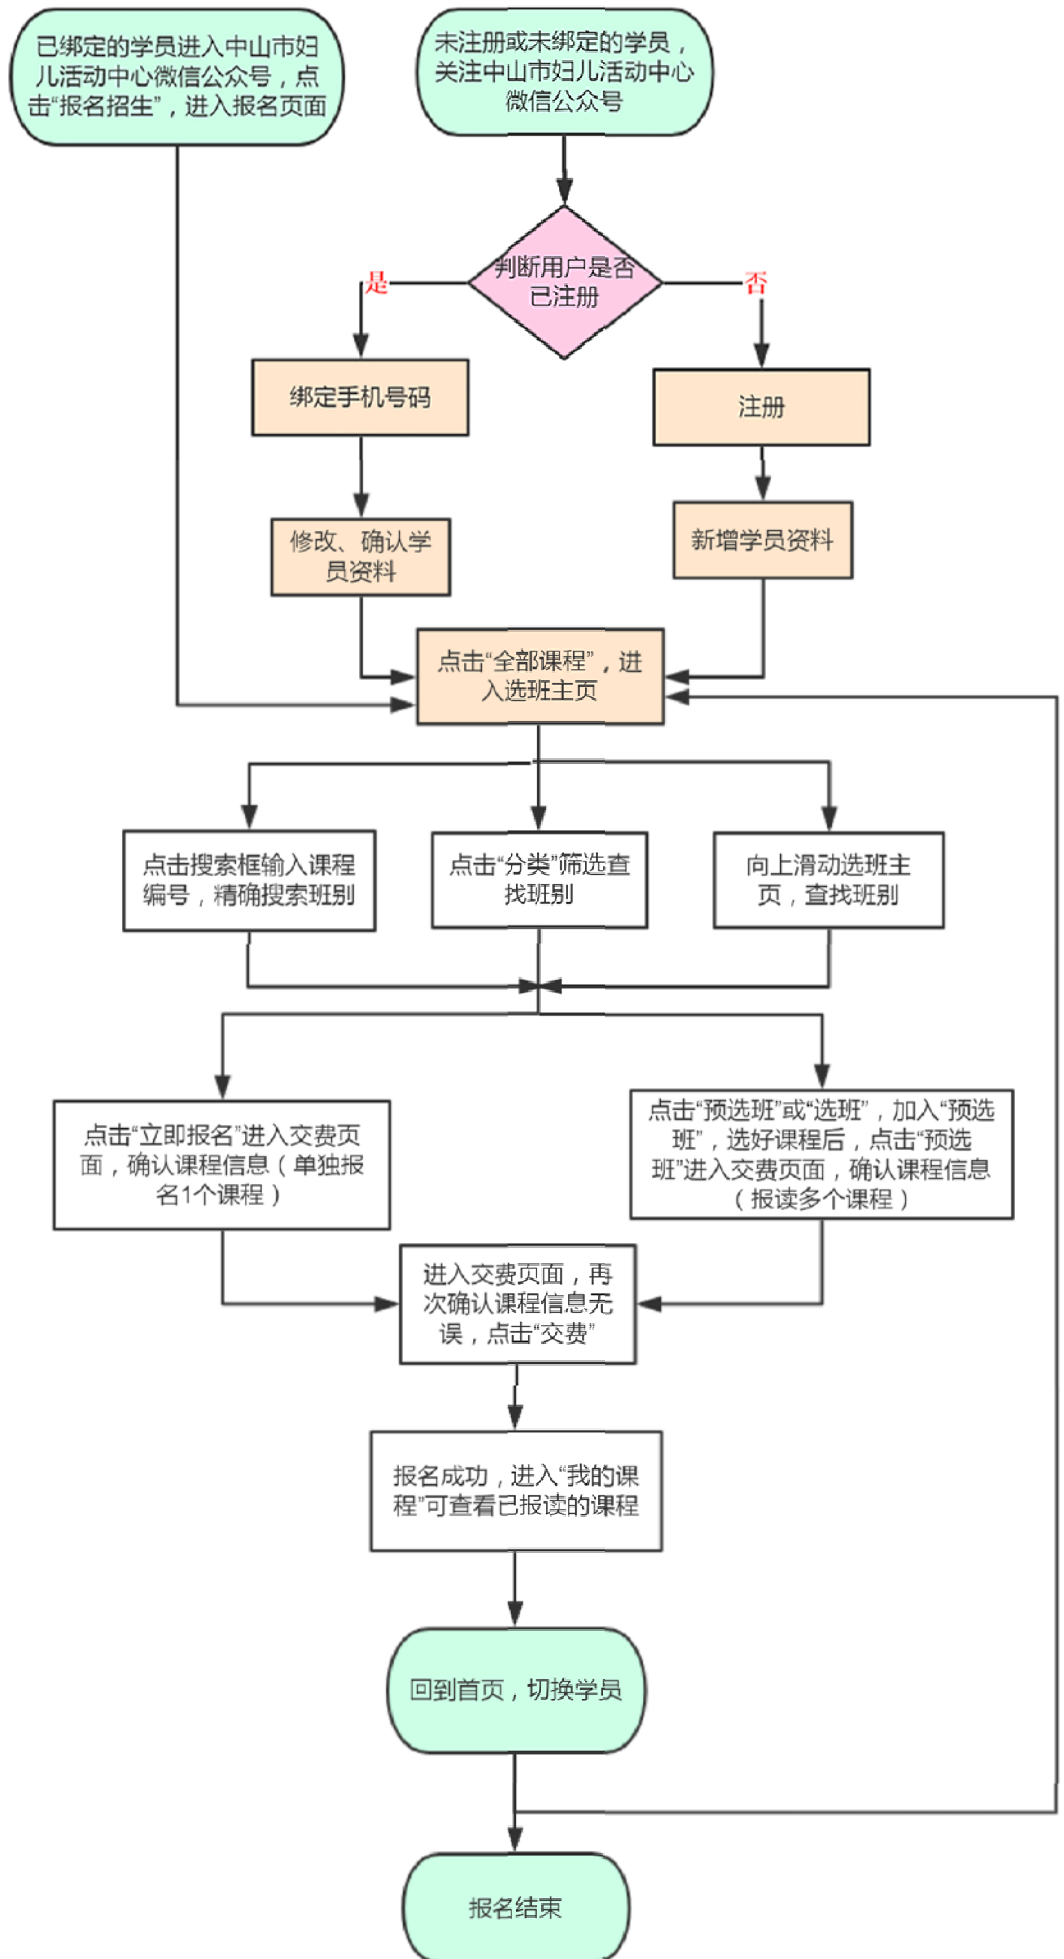 已绑定的学员进入中山市妇
儿活动中心微信公众号，点
击“报名招生”，进入报名页面
未注册或未绑定的学员，
关注中山市妇儿活动中心
微信公众号
判断用户是否
已注册
是
否
绑定手机号码
注册
修改、确认学
员资料
新增学员资料
点击“全部课程”，进
入选班主页
点击搜索框输入课程
编号，精确搜索班别
点击“分类”筛选查
找班别
向上滑动选班主
页，查找班别
点击“立即报名”进入交费页
面，确认课程信息（单独报
名1个课程）
点击“预选班”或“选班”，加入“预选
班”，选好课程后，点击“预选
班”进入交费页面，确认课程信息
（报读多个课程）
进入交费页面，再
次确认课程信息无
误，点击“交费”
报名成功，进入“我的课
程”可查看已报读的课程
回到首页，切换学员
报名结束